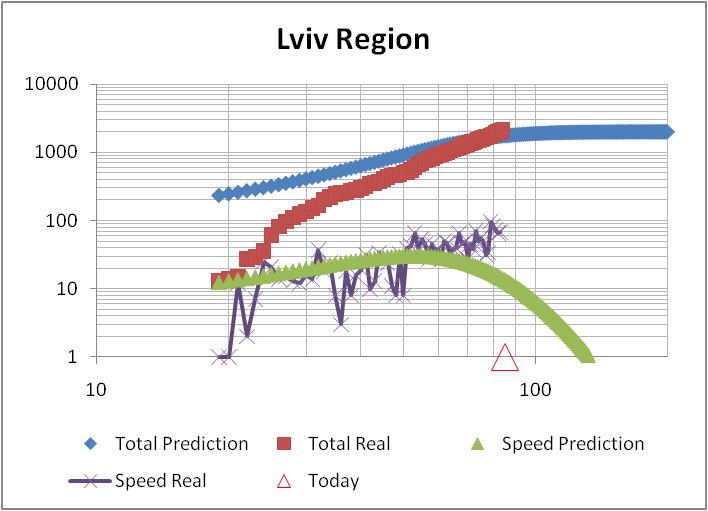 Lviv Region
10000
1000
100
10
1
10 100
Total Prediction Total Real Speed Prediction
Speed Real Today